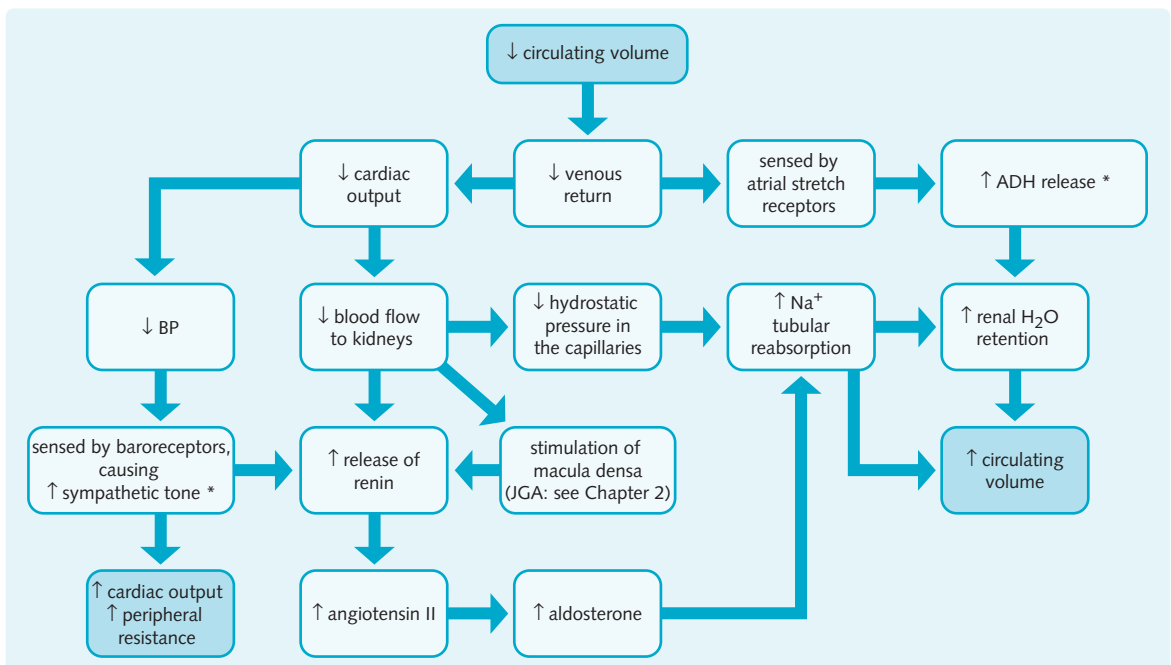 ↓ circulating volume
↓ cardiac
output
↓ venous
return
sensed by
atrial stretch
receptors
↑ ADH release *
↓ BP
↓ blood flow
to kidneys
↓ hydrostatic
pressure in
the capillaries
↑ Na⁺
tubular
reabsorption
↑ renal H₂O
retention
sensed by baroreceptors,
causing
↑ sympathetic tone *
↑ release of
renin
stimulation of
macula densa
(JGA: see Chapter 2)
↑ circulating
volume
↑ cardiac output
↑ peripheral
resistance
↑ angiotensin II
↑ aldosterone